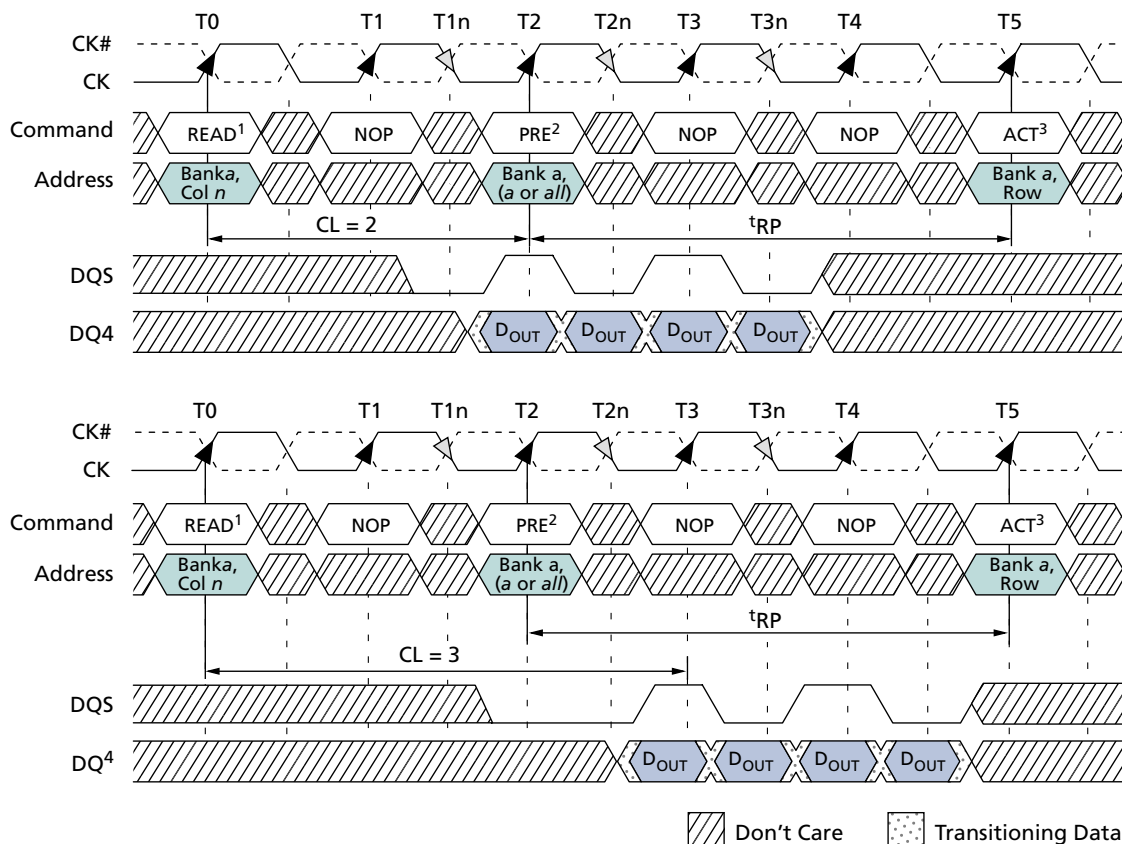 T0 T1 T1n T2 T2n T3 T3n T4 T5
CK#
CK
Command READ¹ NOP PRE² NOP NOP ACT³
Address Banka, Col n Bank a, (a or all) Bank a, Row
CL = 2 ᵗRP
DQS
DQ4 DOUT DOUT DOUT DOUT
T0 T1 T1n T2 T2n T3 T3n T4 T5
CK#
CK
Command READ¹ NOP PRE² NOP NOP ACT³
Address Banka, Col n Bank a, (a or all) Bank a, Row
ᵗRP
CL = 3
DQS
DQ⁴ DOUT DOUT DOUT DOUT
Don't Care Transitioning Data